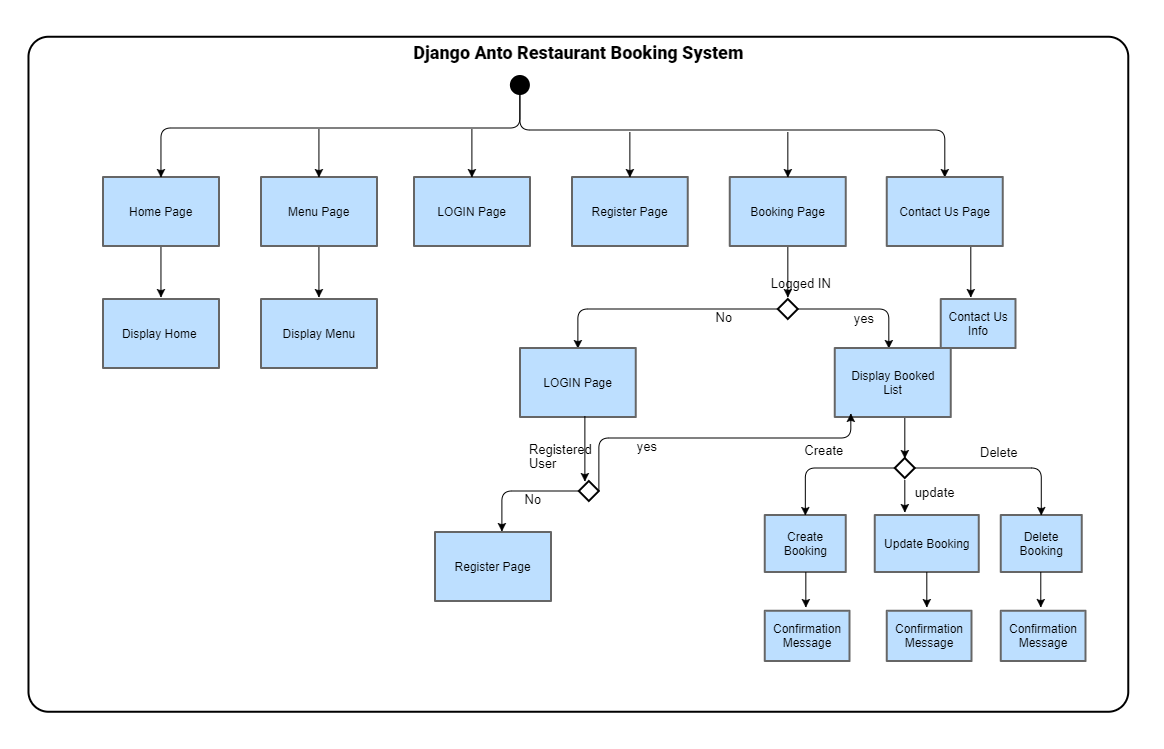 Django Anto Restaurant Booking System
Home Page
Menu Page
LOGIN Page
Register Page
Booking Page
Contact Us Page
Logged IN
No
yes
Display Home
Display Menu
Contact Us
Info
LOGIN Page
Display Booked
List
Registered
User
yes
Create
Delete
No
update
Register Page
Create
Booking
Update Booking
Delete
Booking
Confirmation
Message
Confirmation
Message
Confirmation
Message